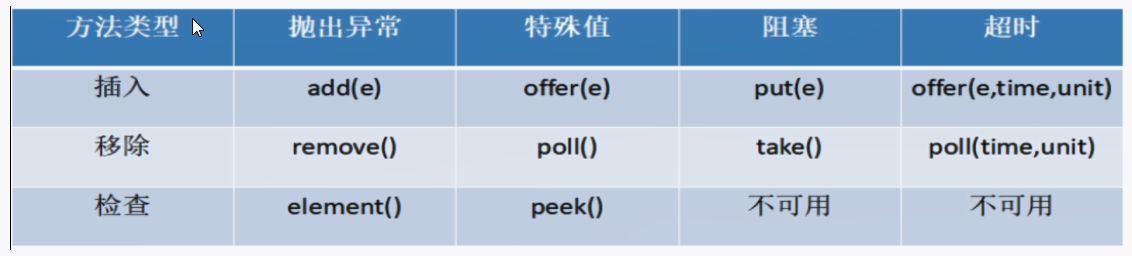 方法类型 抛出异常 特殊值 阻塞 超时
插入 add(e) offer(e) put(e) offer(e,time,unit)
移除 remove() poll() take() poll(time,unit)
检查 element() peek() 不可用 不可用